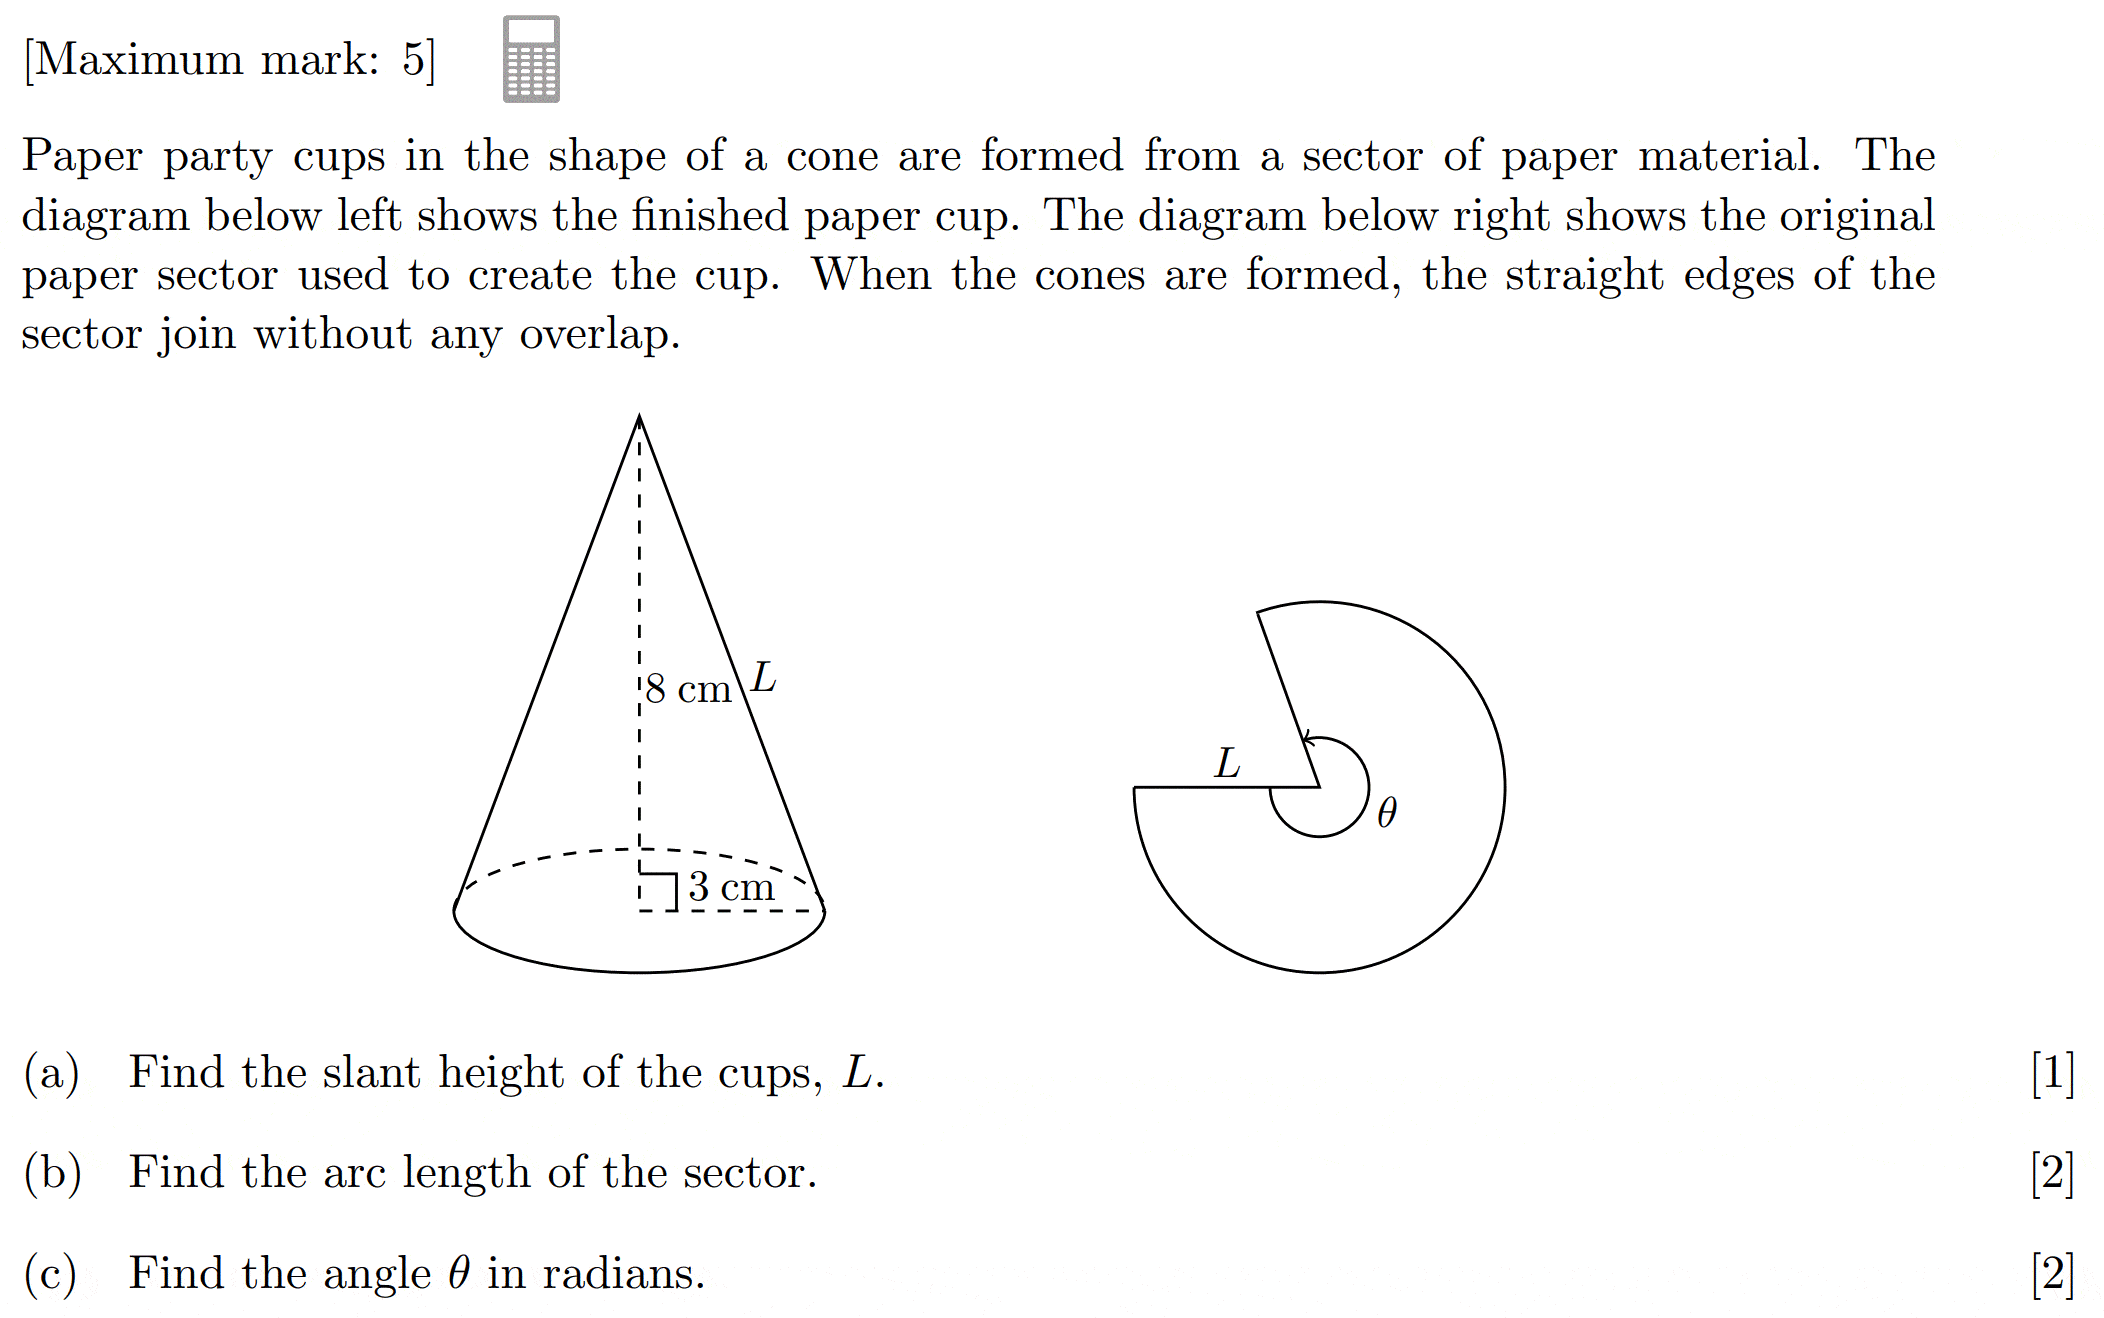 [Maximum mark: 5]
Paper party cups in the shape of a cone are formed from a sector of paper material. The
diagram below left shows the finished paper cup. The diagram below right shows the original
paper sector used to create the cup. When the cones are formed, the straight edges of the
sector join without any overlap.
8 cm L
3 cm
L
θ
(a) Find the slant height of the cups, L. [1]
(b) Find the arc length of the sector. [2]
(c) Find the angle θ in radians. [2]